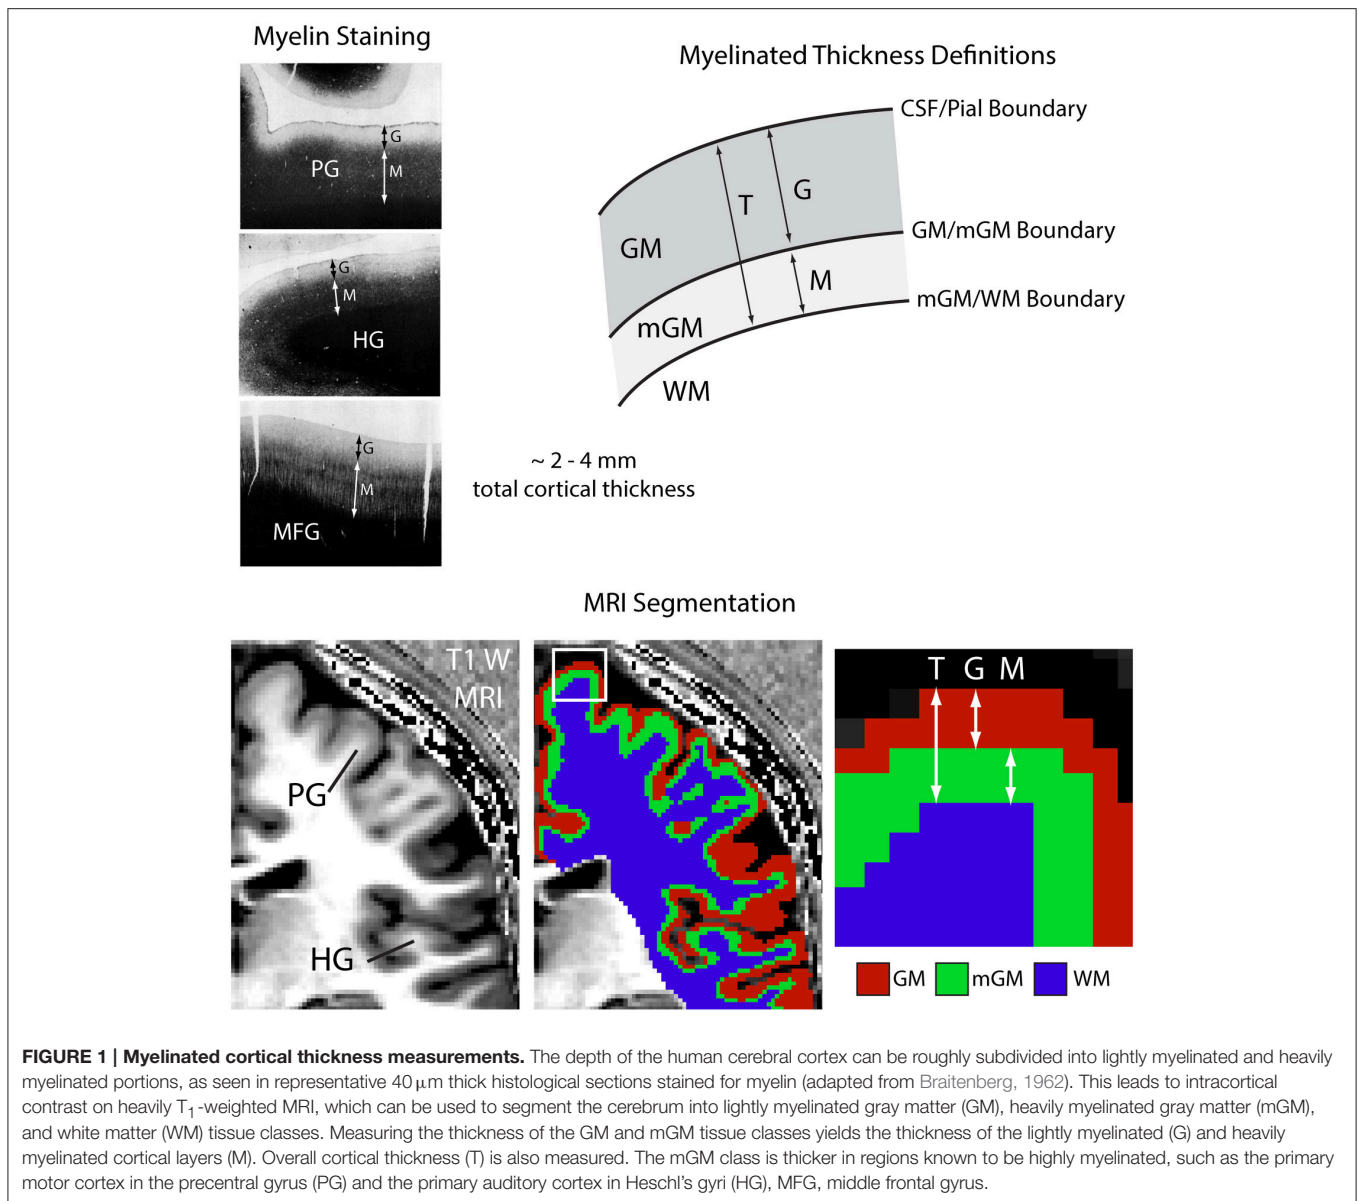 Myelin Staining
G
PG
M
G
M
HG
G
M
MFG
Myelinated Thickness Definitions
CSF/Pial Boundary
T
G
GM
GM/mGM Boundary
M
mGM/WM Boundary
mGM
WM
~ 2 - 4 mm
total cortical thickness
MRI Segmentation
T1 W
MRI
PG
HG
T G M
GM mGM WM
FIGURE 1 | Myelinated cortical thickness measurements. The depth of the human cerebral cortex can be roughly subdivided into lightly myelinated and heavily
myelinated portions, as seen in representative 40 μm thick histological sections stained for myelin (adapted from Braitenberg, 1962). This leads to intracortical
contrast on heavily T1-weighted MRI, which can be used to segment the cerebrum into lightly myelinated gray matter (GM), heavily myelinated gray matter (mGM),
and white matter (WM) tissue classes. Measuring the thickness of the GM and mGM tissue classes yields the thickness of the lightly myelinated (G) and heavily
myelinated cortical layers (M). Overall cortical thickness (T) is also measured. The mGM class is thicker in regions known to be highly myelinated, such as the primary
motor cortex in the precentral gyrus (PG) and the primary auditory cortex in Heschl's gyri (HG), MFG, middle frontal gyrus.